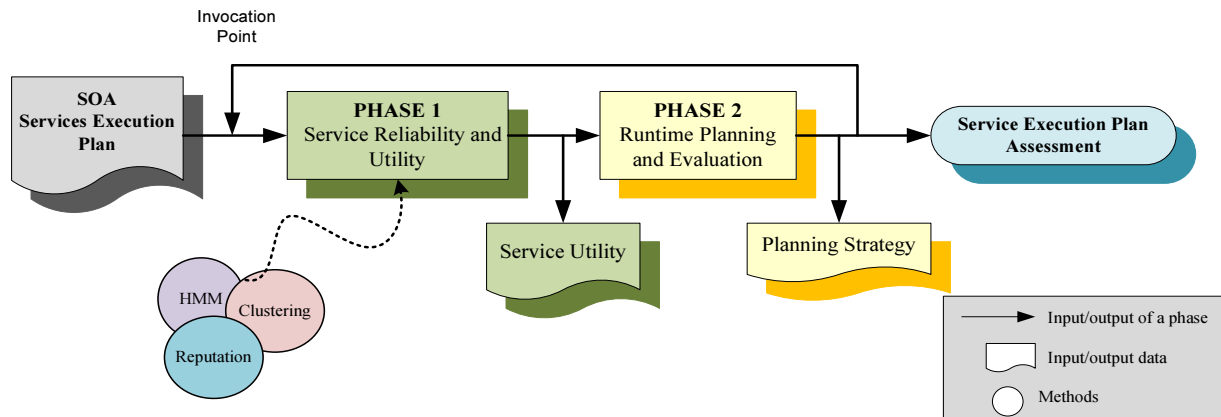 Invocation
Point
SOA
Services Execution
Plan
PHASE 1
Service Reliability and
Utility
PHASE 2
Runtime Planning
and Evaluation
Service Execution Plan
Assessment
Service Utility
Planning Strategy
HMM
Clustering
Reputation
Input/output of a phase
Input/output data
Methods